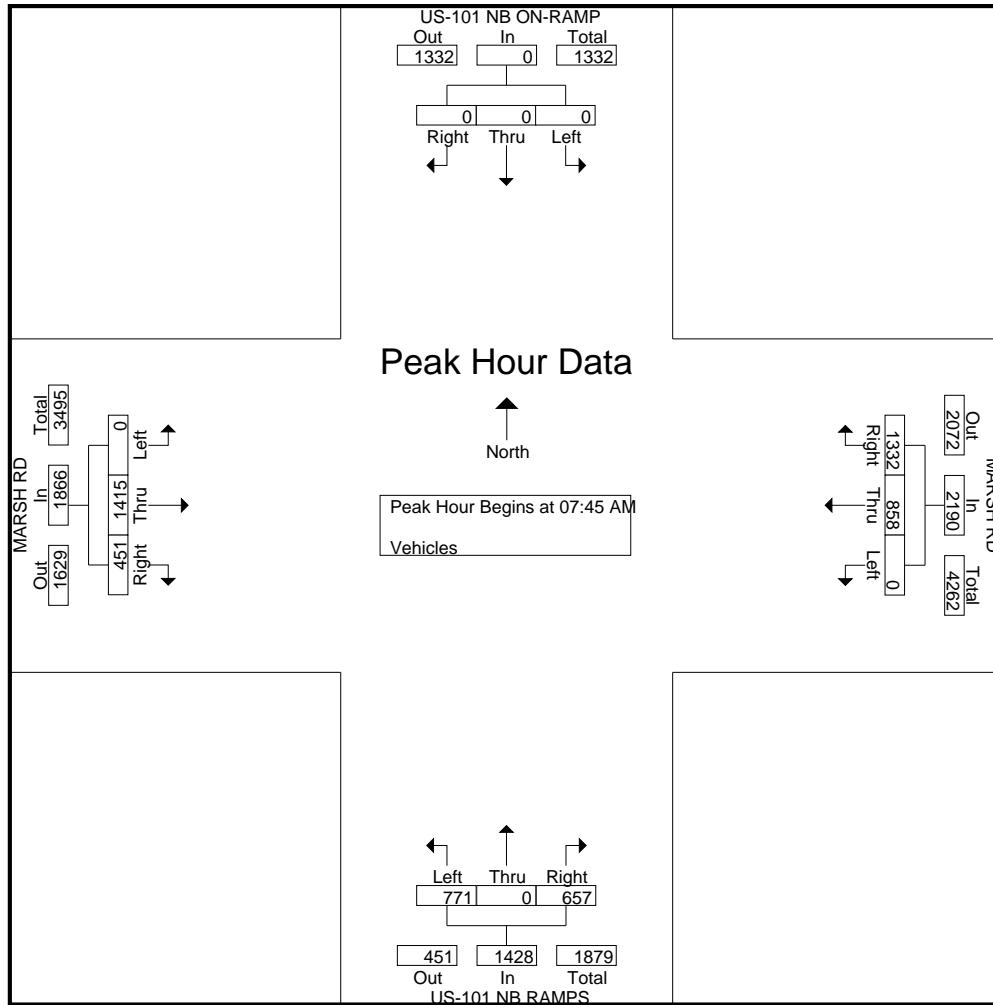 US-101 NB ON-RAMP
Out In Total
1332 0 1332
0 0 0
Right Thru Left
Peak Hour Data
North
Peak Hour Begins at 07:45 AM
Vehicles
MARSH RD
Total In Out
3495 1866 1629
0 1415 451
Left Thru Right
MARSH RD
Out In Total
2072 2190 4262
1332 858 0
Right Thru Left
Left Thru Right
771 0 657
451 1428 1879
Out In Total
US-101 NB RAMPS